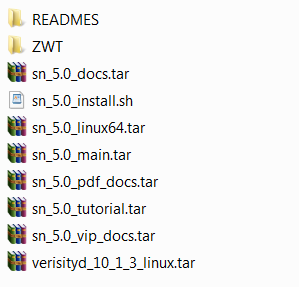 READMES
ZWT
sn_5.0_docs.tar
sn_5.0_install.sh
sn_5.0_linux64.tar
sn_5.0_main.tar
sn_5.0_pdf_docs.tar
sn_5.0_tutorial.tar
sn_5.0_vip_docs.tar
verisityd_10_1_3_linux.tar